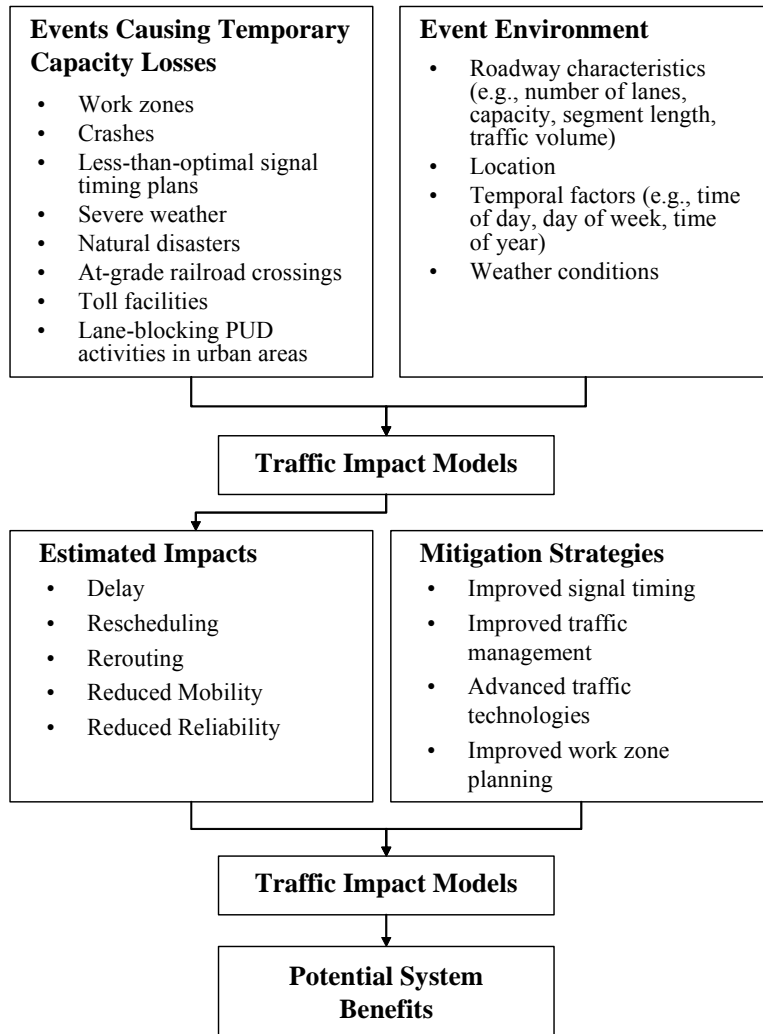 Events Causing Temporary
Capacity Losses
• Work zones
• Crashes
• Less-than-optimal signal
timing plans
• Severe weather
• Natural disasters
• At-grade railroad crossings
• Toll facilities
• Lane-blocking PUD
activities in urban areas
Event Environment
• Roadway characteristics
(e.g., number of lanes,
capacity, segment length,
traffic volume)
• Location
• Temporal factors (e.g., time
of day, day of week, time
of year)
• Weather conditions
Traffic Impact Models
Estimated Impacts
• Delay
• Rescheduling
• Rerouting
• Reduced Mobility
• Reduced Reliability
Mitigation Strategies
• Improved signal timing
• Improved traffic
management
• Advanced traffic
technologies
• Improved work zone
planning
Traffic Impact Models
Potential System
Benefits